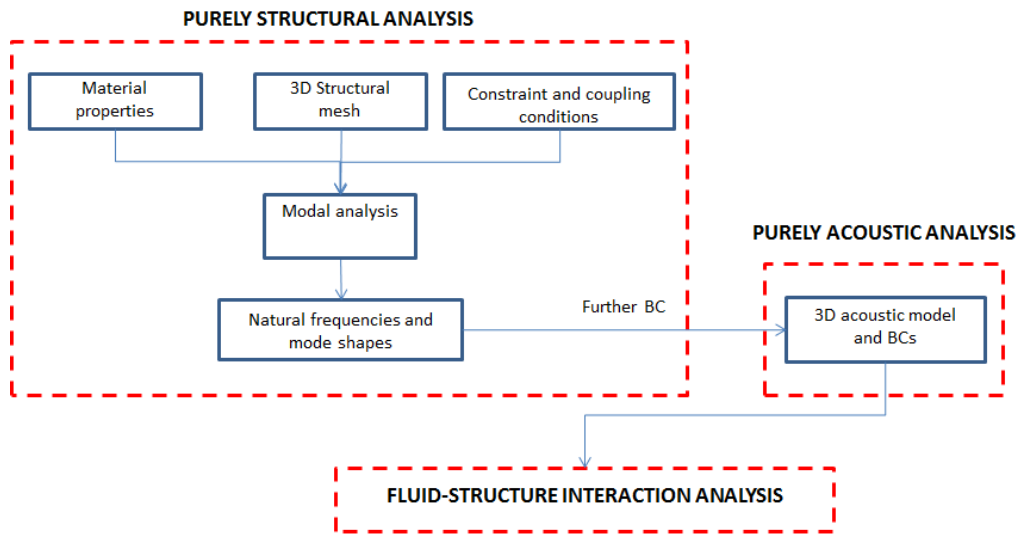 PURELY STRUCTURAL ANALYSIS
Material
properties
3D Structural
mesh
Constraint and coupling
conditions
Modal analysis
Natural frequencies and
mode shapes
Further BC
PURELY ACOUSTIC ANALYSIS
3D acoustic model
and BCs
FLUID-STRUCTURE INTERACTION ANALYSIS